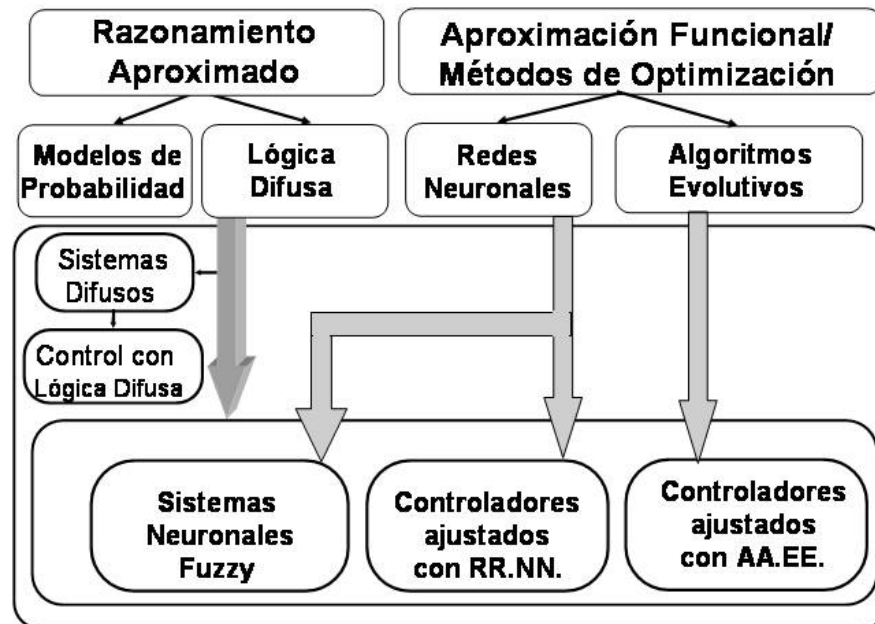 Razonamiento
Aproximado
Aproximación Funcional/
Métodos de Optimización
Modelos de
Probabilidad
Lógica
Difusa
Redes
Neuronales
Algoritmos
Evolutivos
Sistemas
Difusos
Control con
Lógica Difusa
Sistemas
Neuronales
Fuzzy
Controladores
ajustados
con RR.NN.
Controladores
ajustados
con AA.EE.